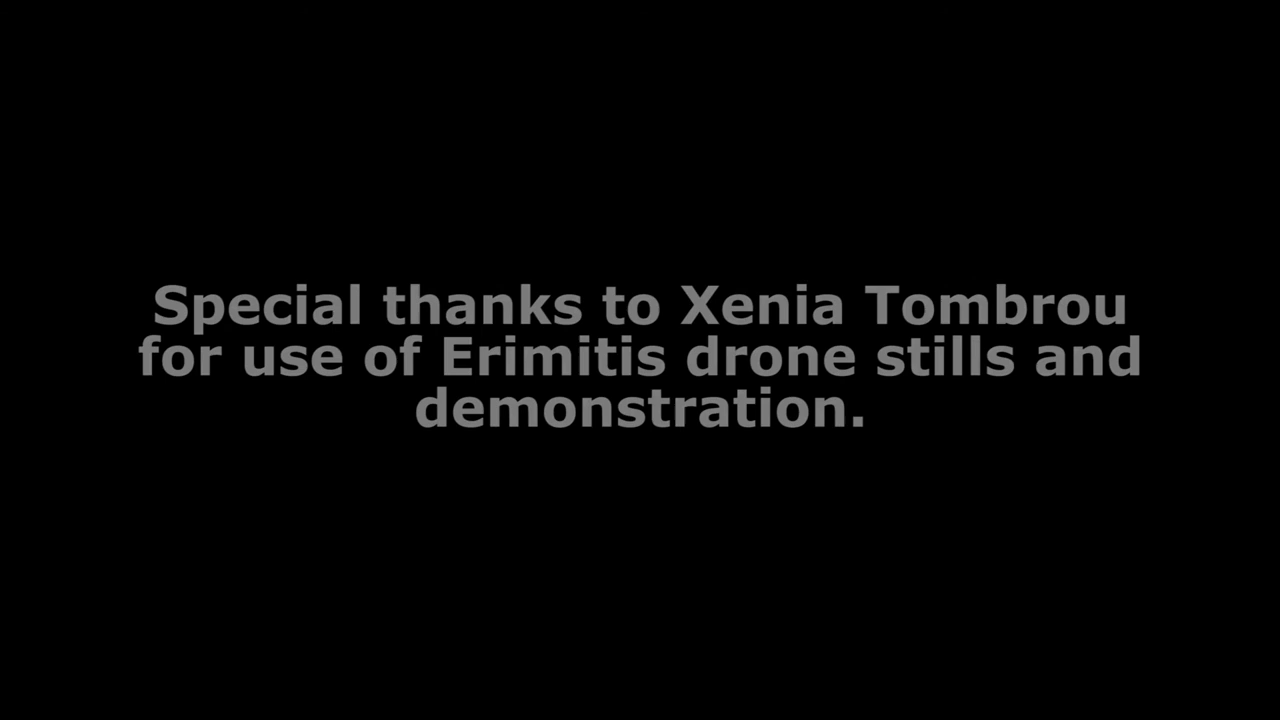 Special thanks to Xenia Tombrou
for use of Erimitis drone stills and
demonstration.